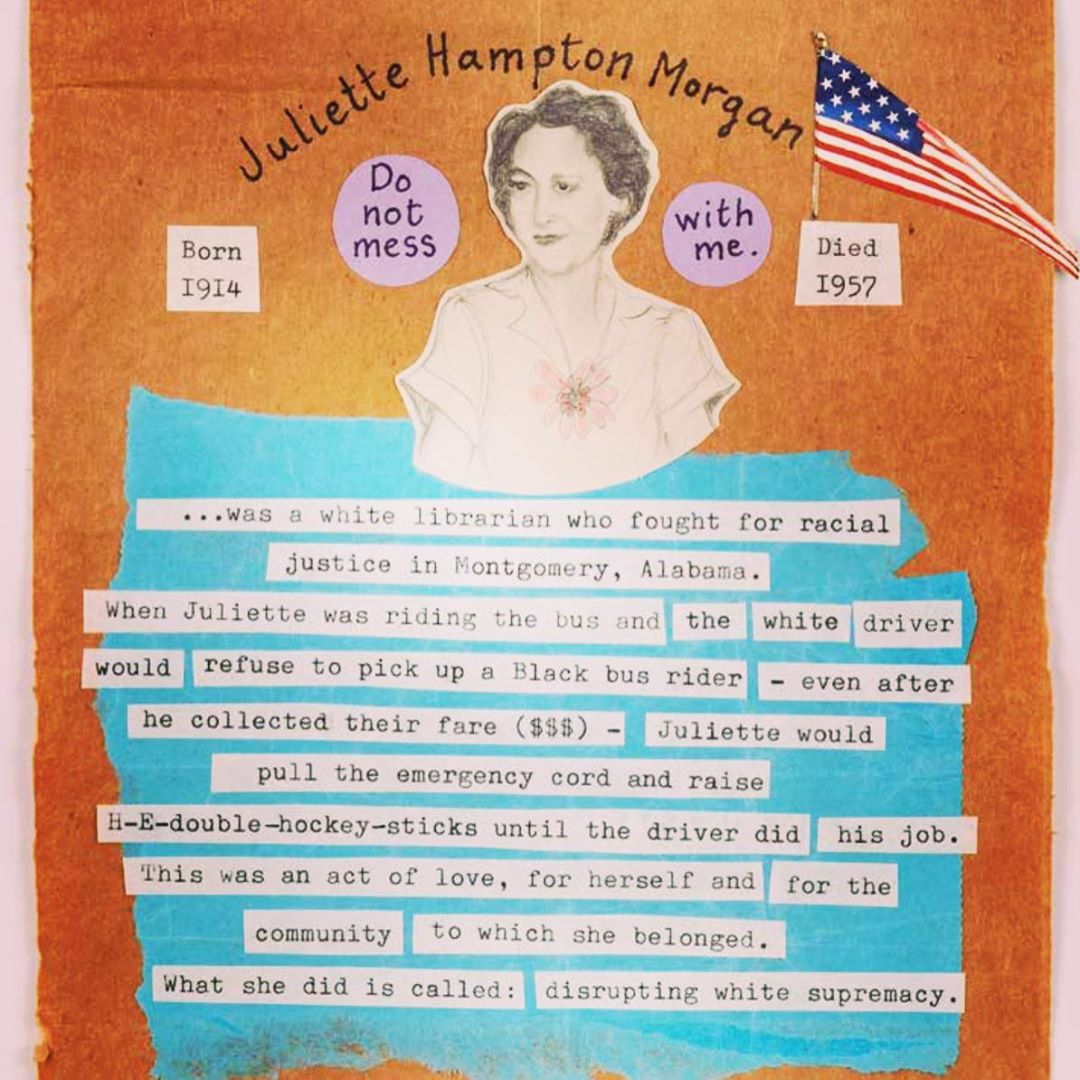 Juliette Hampton Morgan
Do
not
mess
with
me.
Born
1914
Died
1957
...was a white librarian who fought for racial
justice in Montgomery, Alabama.
When Juliette was riding the bus and the white driver
would refuse to pick up a Black bus rider – even after
he collected their fare ($$$) – Juliette would
pull the emergency cord and raise
H-E-double-hockey-sticks until the driver did his job.
This was an act of love, for herself and for the
community to which she belonged.
What she did is called: disrupting white supremacy.